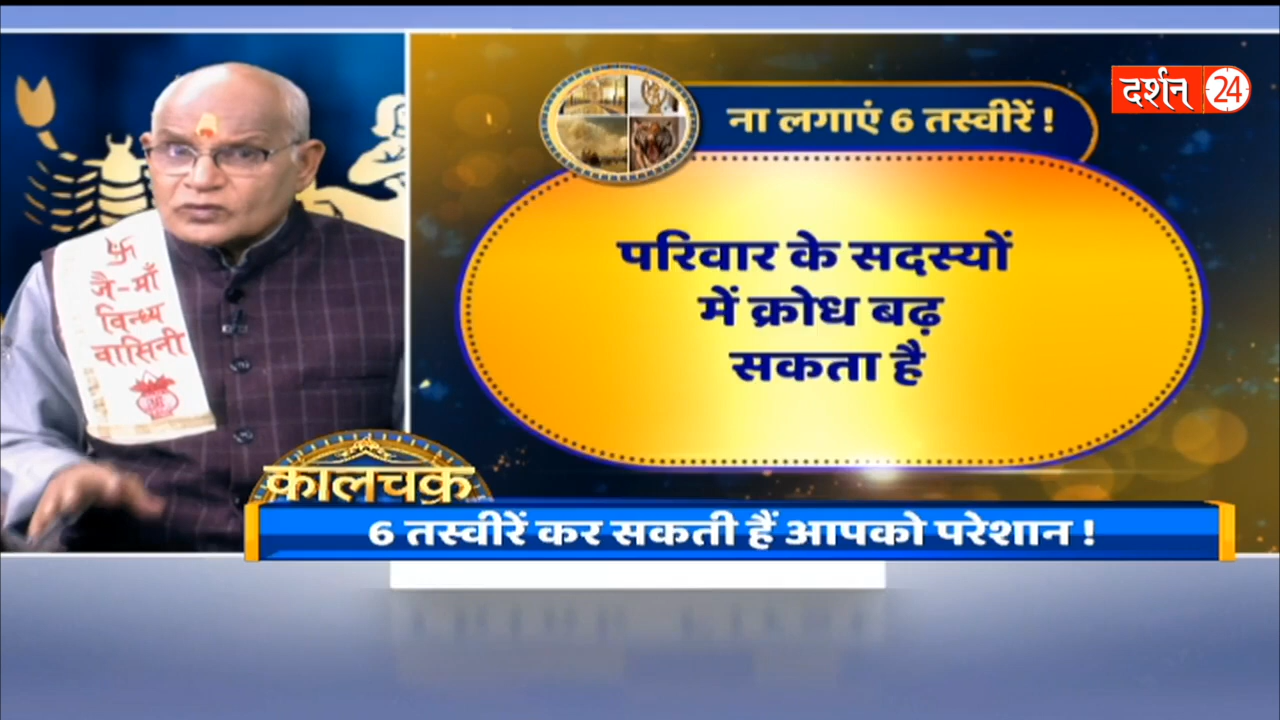 दर्शन 24
ना लगाएं 6 तस्वीरें !
परिवार के सदस्यों
में क्रोध बढ़
सकता है
जै-माँ
विन्ध्य
वासिनी
कालचक्र
6 तस्वीरें कर सकती हैं आपको परेशान !